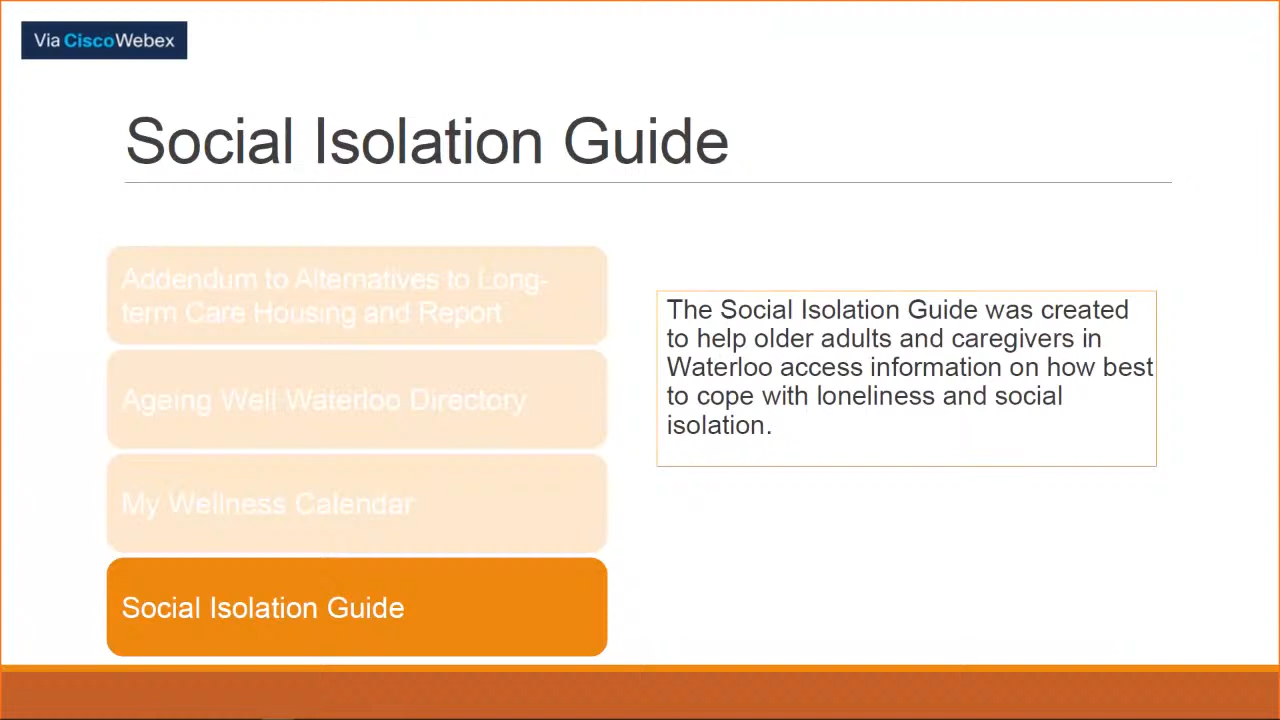 Via CiscoWebex
Social Isolation Guide
Addendum to Alternatives to Long-
term Care Housing and Report
Ageing Well Waterloo Directory
My Wellness Calendar
Social Isolation Guide
The Social Isolation Guide was created
to help older adults and caregivers in
Waterloo access information on how best
to cope with loneliness and social
isolation.